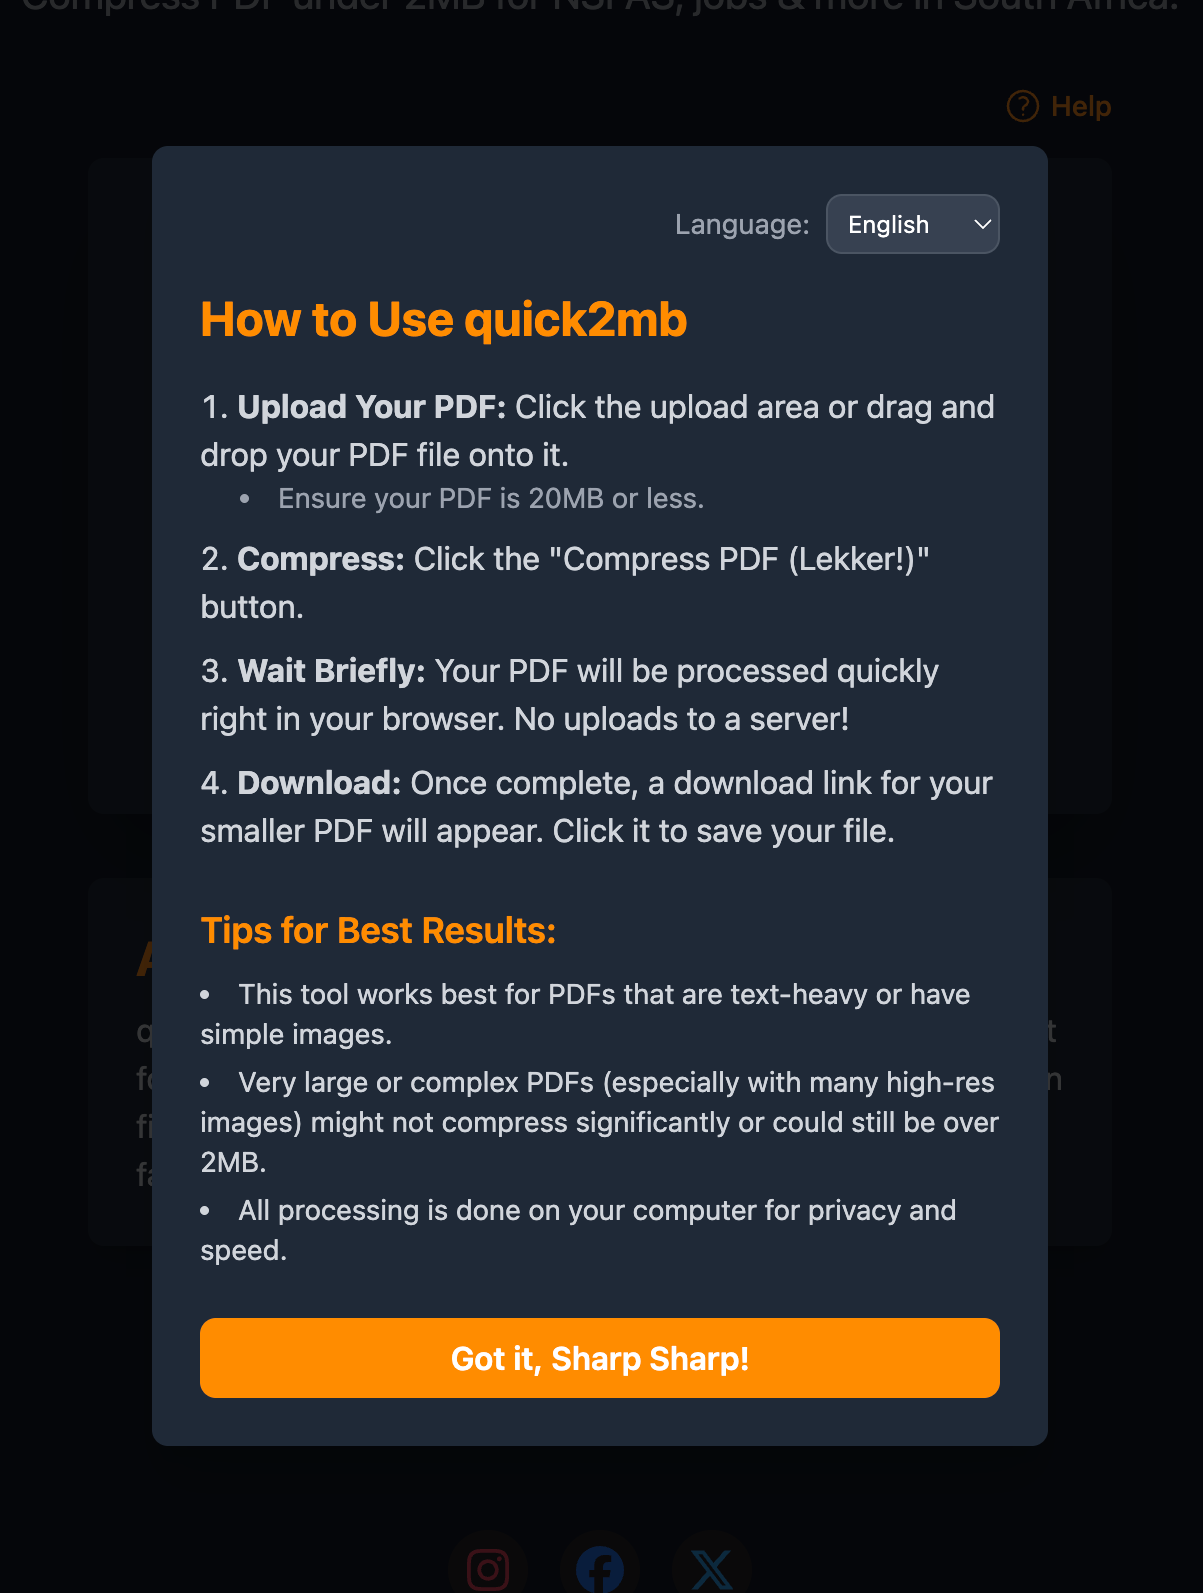 Compress PDF under 2MB for NSFAS, jobs & more in South Africa.
Help
Language: English
How to Use quick2mb
1. Upload Your PDF: Click the upload area or drag and
drop your PDF file onto it.
• Ensure your PDF is 20MB or less.
2. Compress: Click the "Compress PDF (Lekker!)"
button.
3. Wait Briefly: Your PDF will be processed quickly
right in your browser. No uploads to a server!
4. Download: Once complete, a download link for your
smaller PDF will appear. Click it to save your file.
Tips for Best Results:
• This tool works best for PDFs that are text-heavy or have
simple images.
• Very large or complex PDFs (especially with many high-res
images) might not compress significantly or could still be over
2MB.
• All processing is done on your computer for privacy and
speed.
Got it, Sharp Sharp!